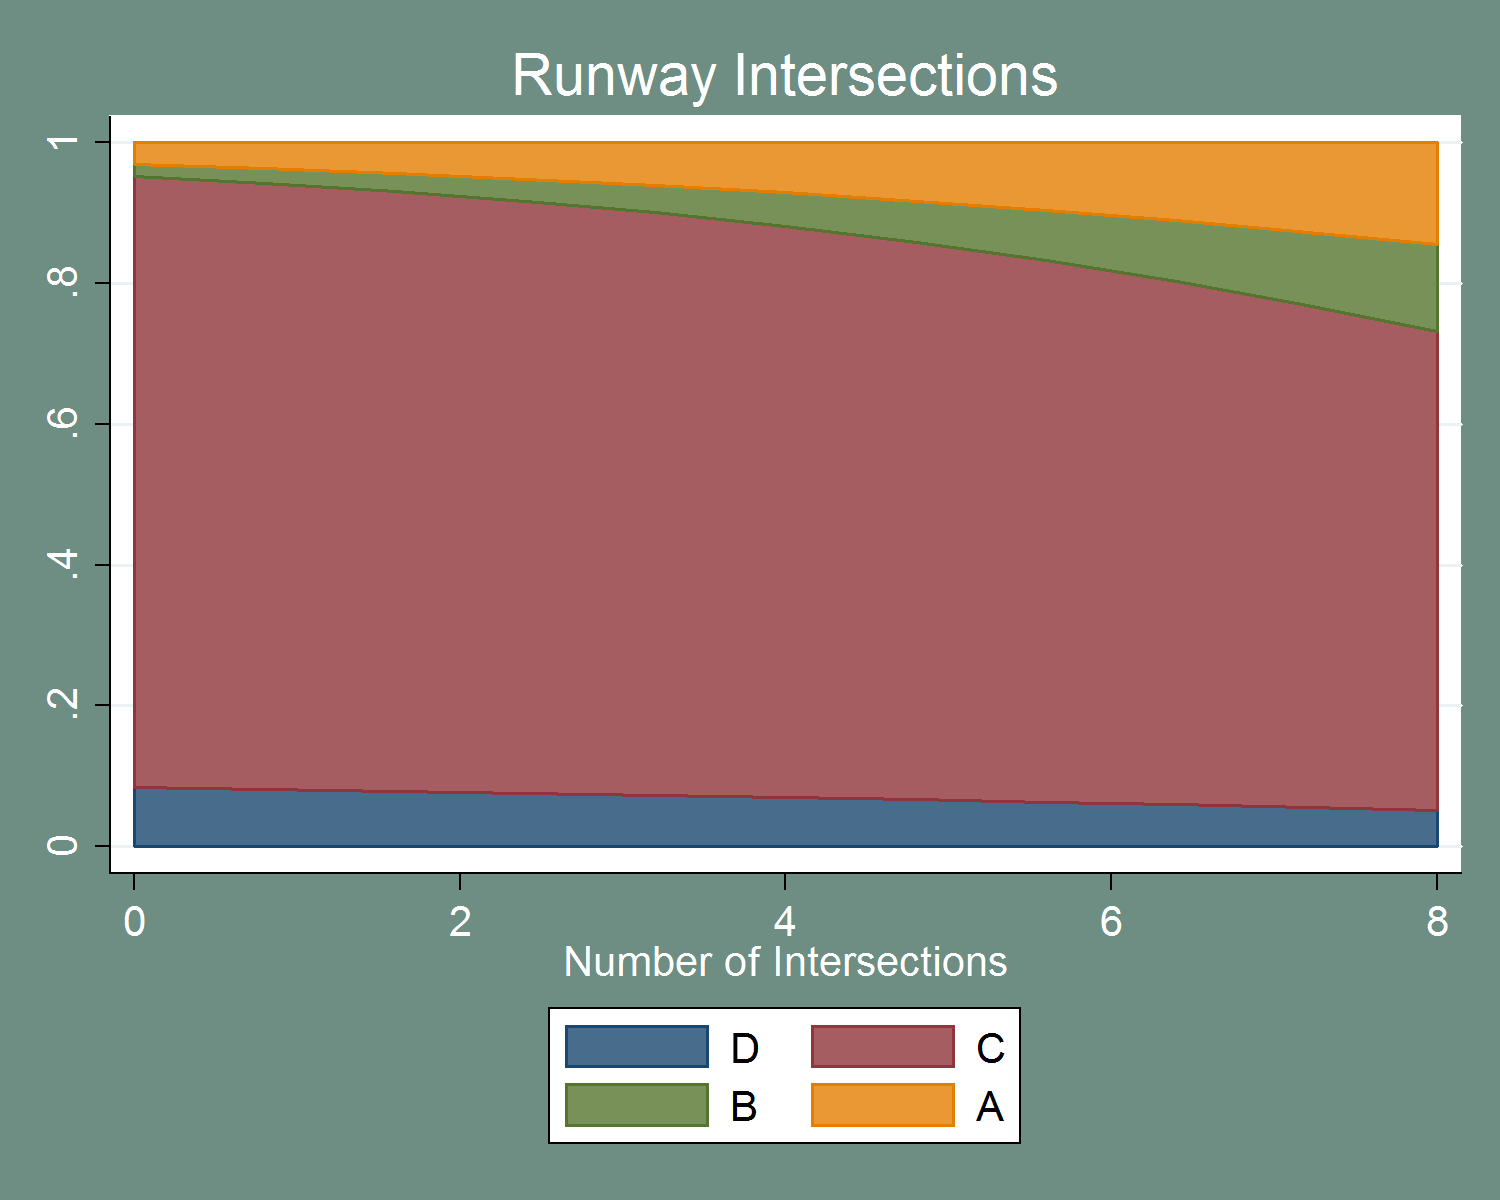 Runway Intersections
1
.8
.6
.4
.2
0
0 2 4 6 8
Number of Intersections
D C
B A